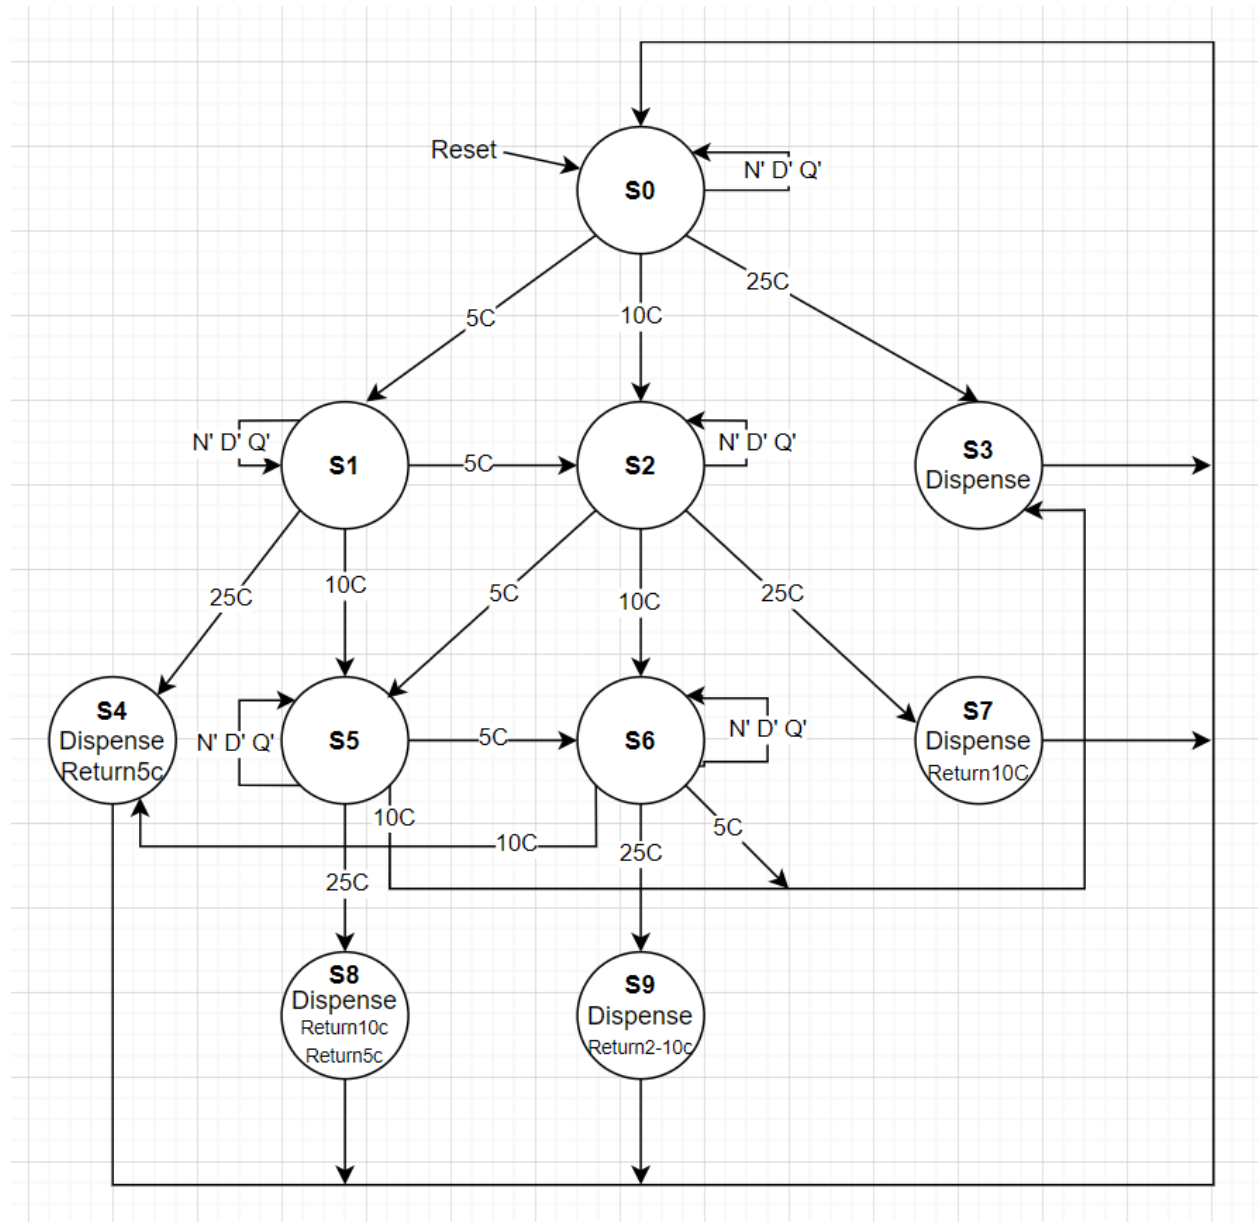 Reset
S0
N' D' Q'
5C
10C
25C
N' D' Q'
S1
5C
S2
N' D' Q'
S3
Dispense
25C
10C
5C
10C
25C
S4
Dispense
Return5c
N' D' Q'
S5
5C
S6
N' D' Q'
S7
Dispense
Return10C
10C
10C
5C
25C
25C
S8
Dispense
Return10c
Return5c
S9
Dispense
Return2-10c